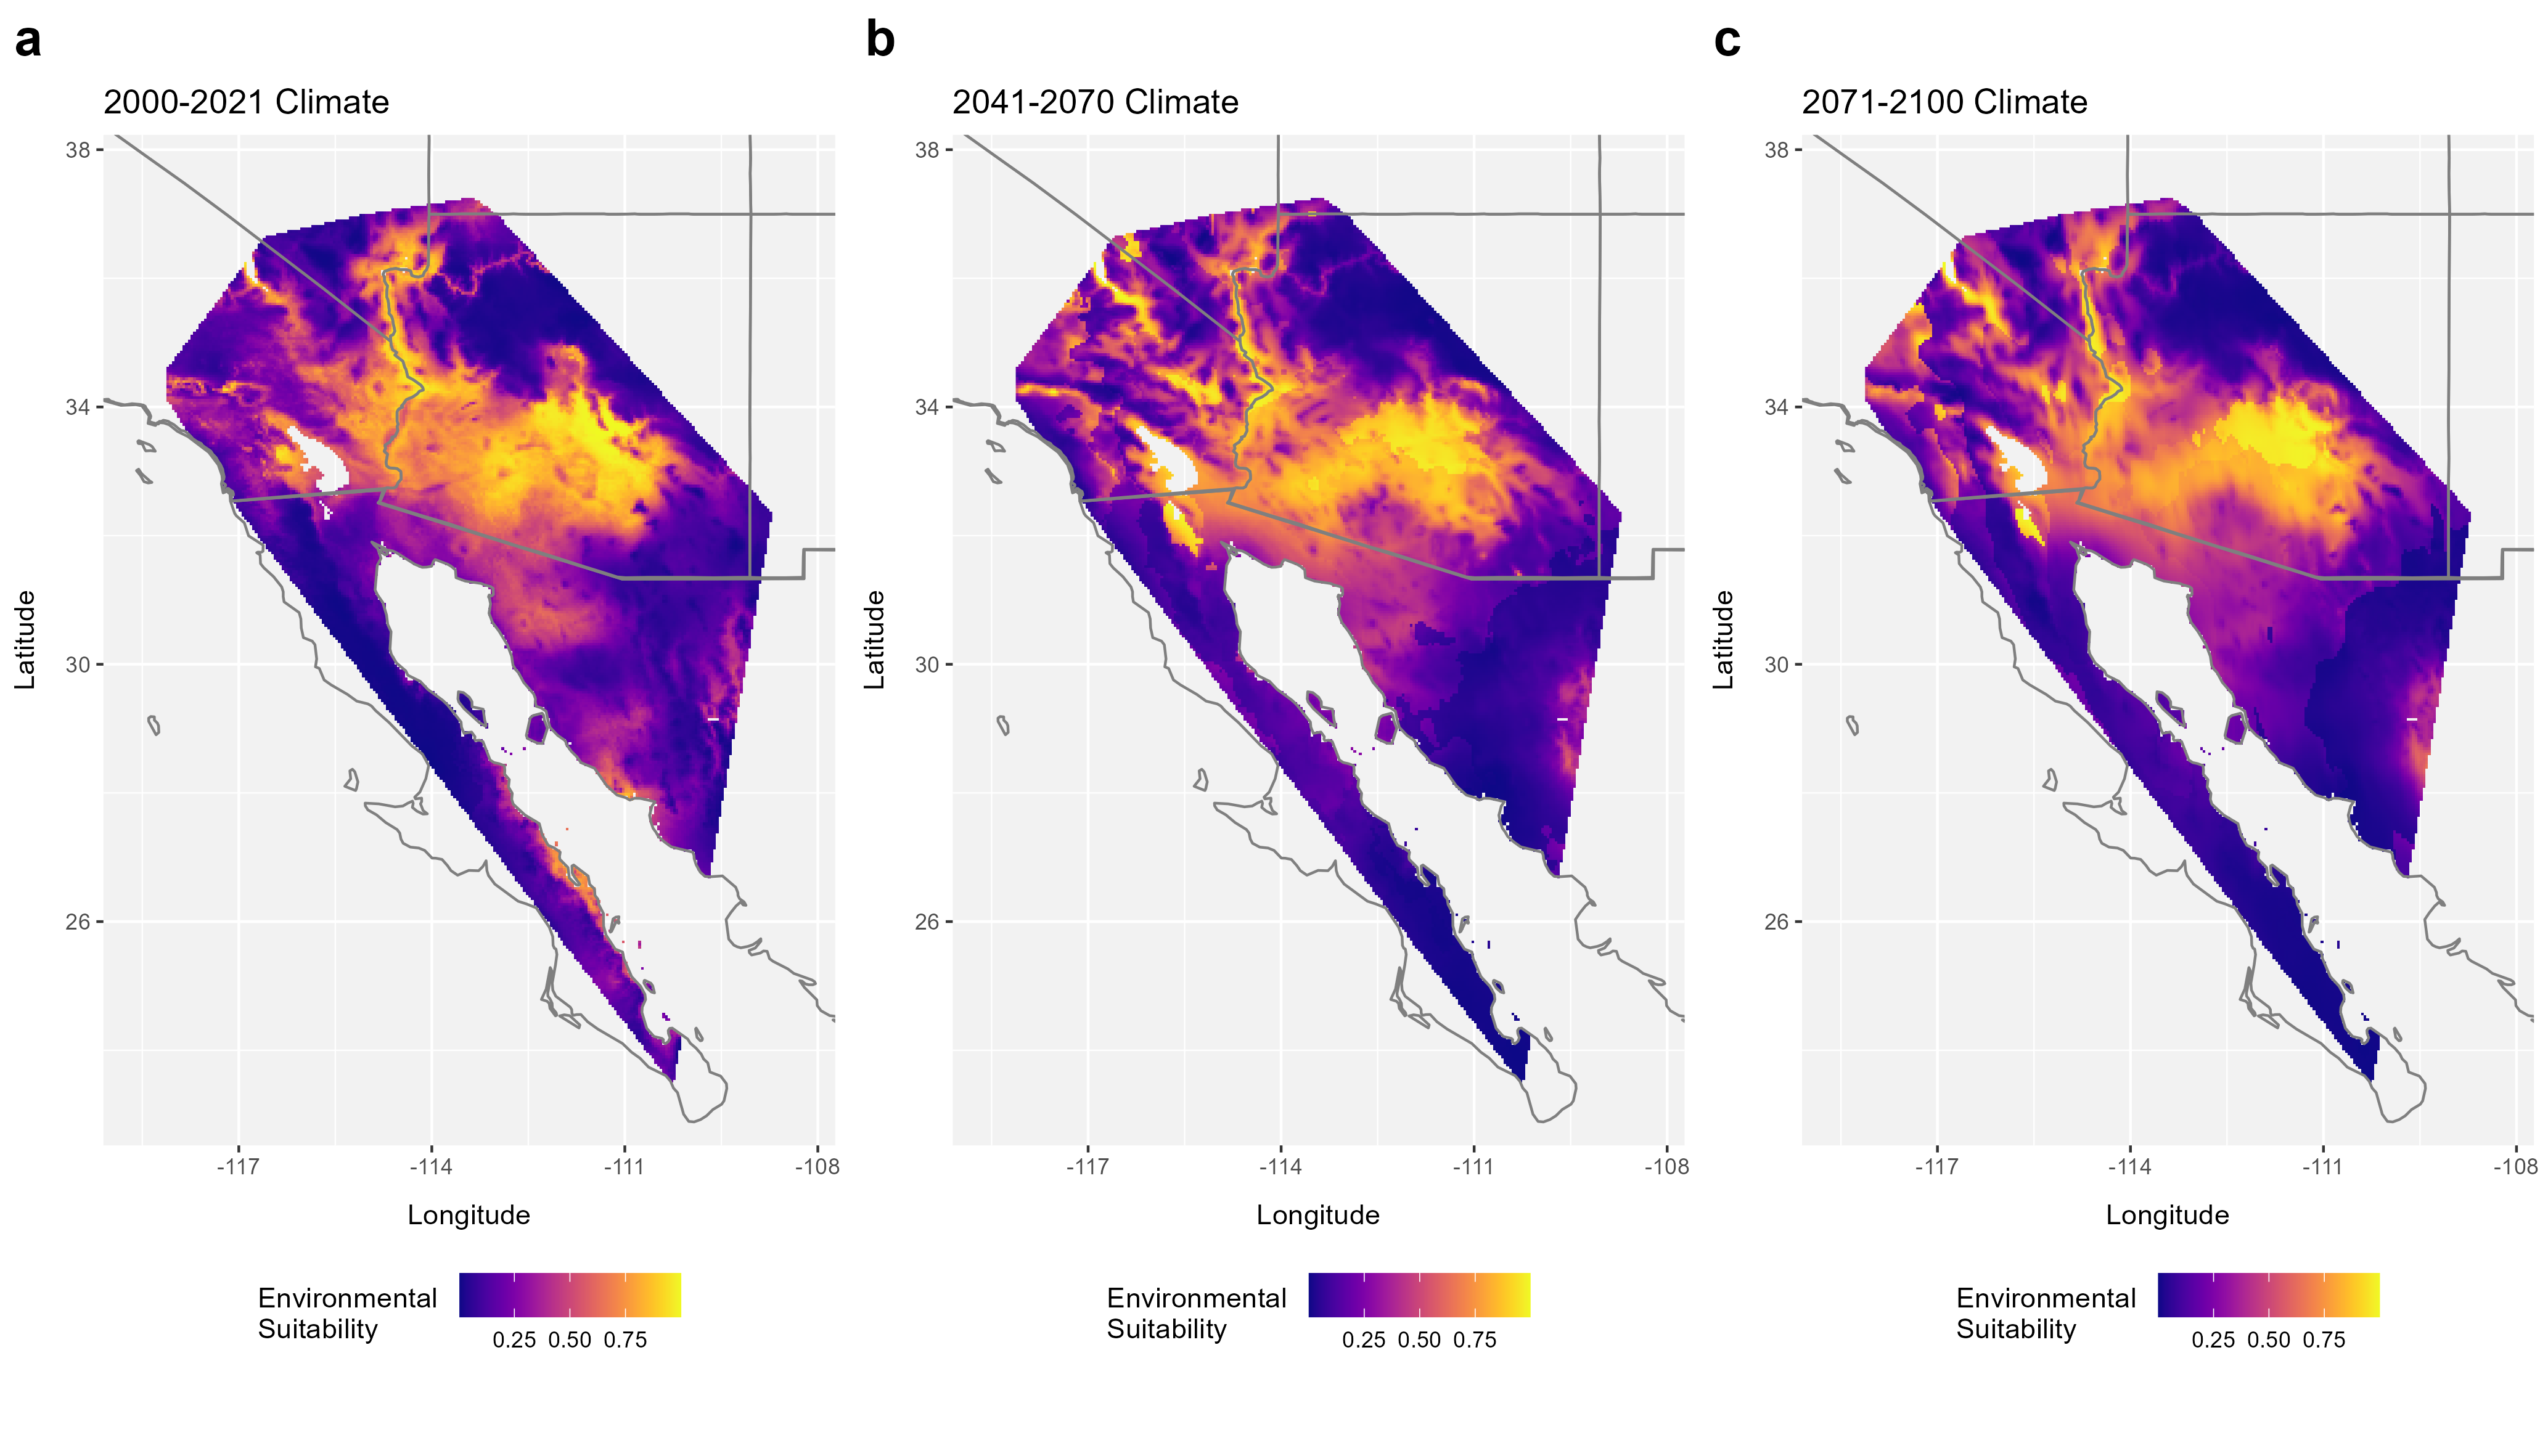 a
b
c
2000-2021 Climate
2041-2070 Climate
2071-2100 Climate
38
34
30
26
Latitude
-117
-114
-111
-108
Longitude
Environmental
Suitability
0.25 0.50 0.75
38
34
30
26
Latitude
-117
-114
-111
-108
Longitude
Environmental
Suitability
0.25 0.50 0.75
38
34
30
26
Latitude
-117
-114
-111
-108
Longitude
Environmental
Suitability
0.25 0.50 0.75